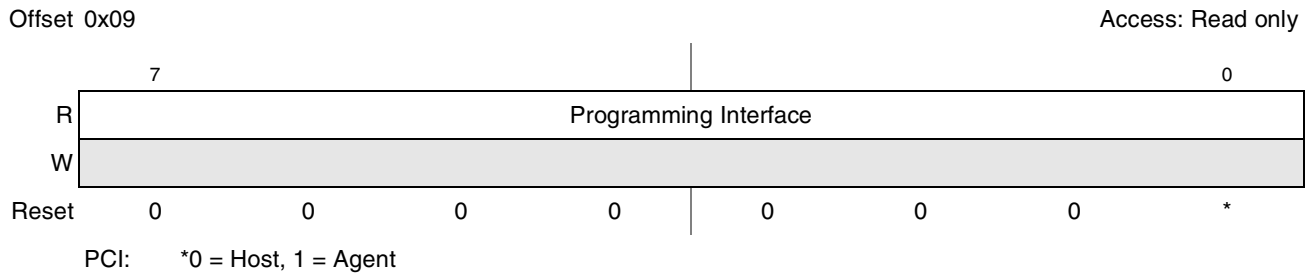 Offset 0x09 Access: Read only
7 0
R Programming Interface
W
Reset 0 0 0 0 0 0 0 *
PCI: *0 = Host, 1 = Agent